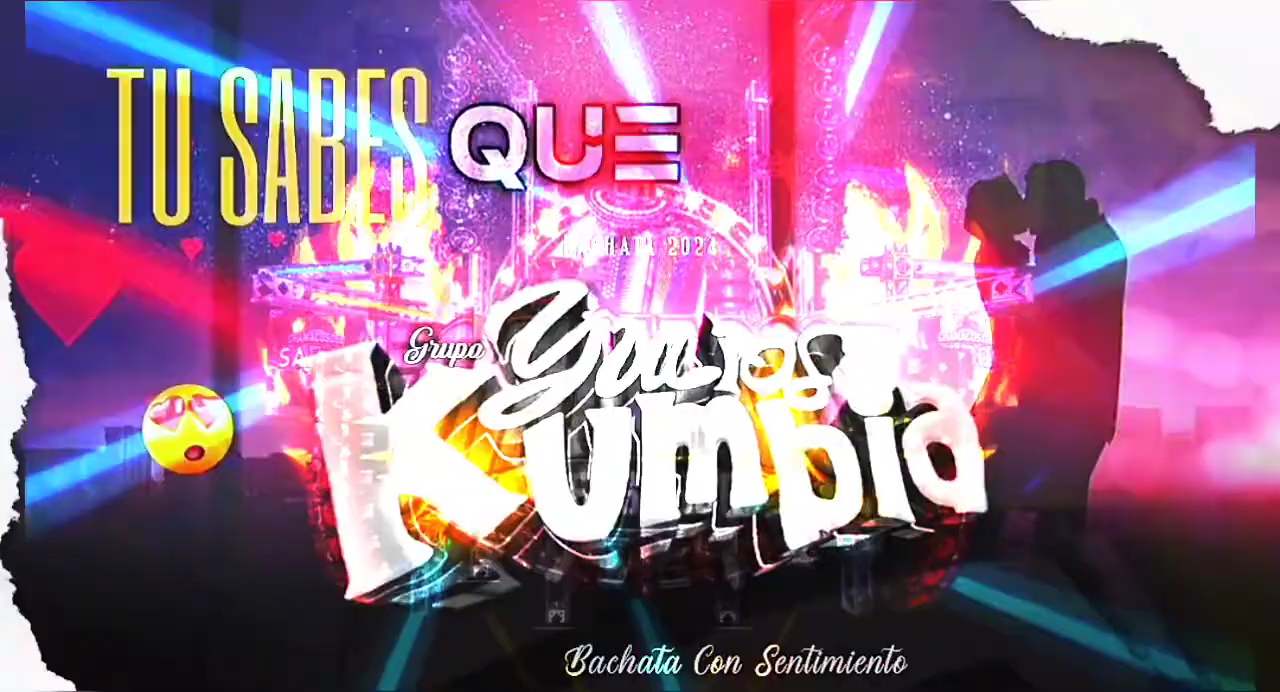 TU SABES QUE
BACHATA 2024
Grupo
Kumbia
Bachata Con Sentimiento